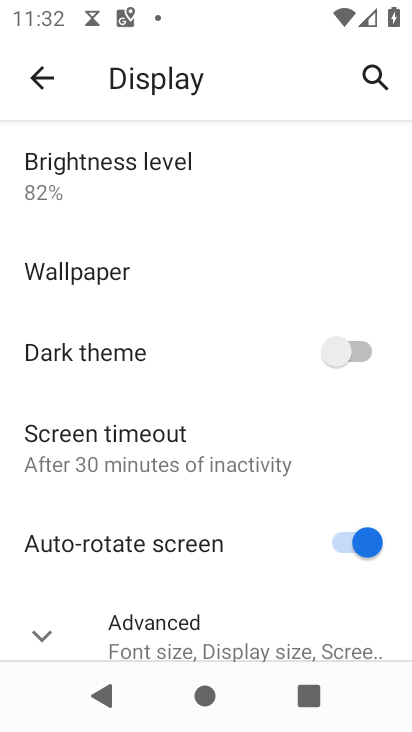 11:32
Display
Brightness level
82%
Wallpaper
Dark theme
Screen timeout
After 30 minutes of inactivity
Auto-rotate screen
Advanced
Font size, Display size, Scree..